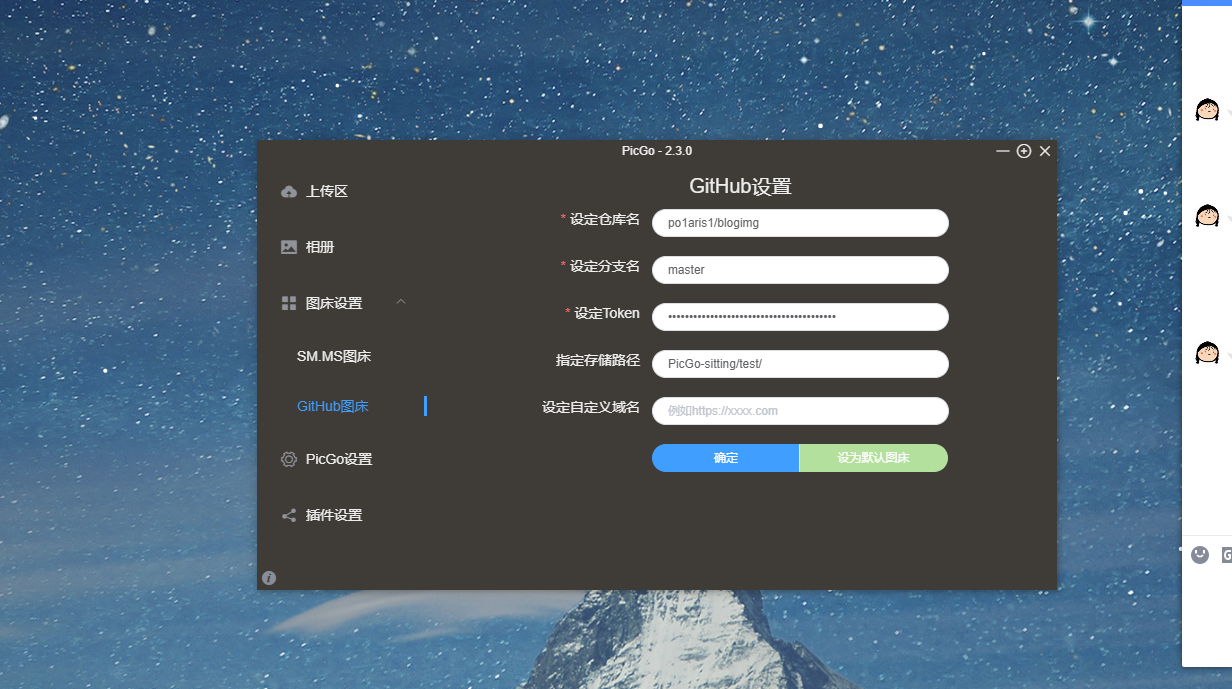 PicGo - 2.3.0
上传区
相册
图床设置
SM.MS图床
GitHub图床
PicGo设置
插件设置
GitHub设置
* 设定仓库名
po1aris1/blogimg
* 设定分支名
master
* 设定Token
••••••••••••••••••••••••••••••••••••••••
指定存储路径
PicGo-sitting/test/
设定自定义域名
例如https://xxxx.com
确定
设为默认图床